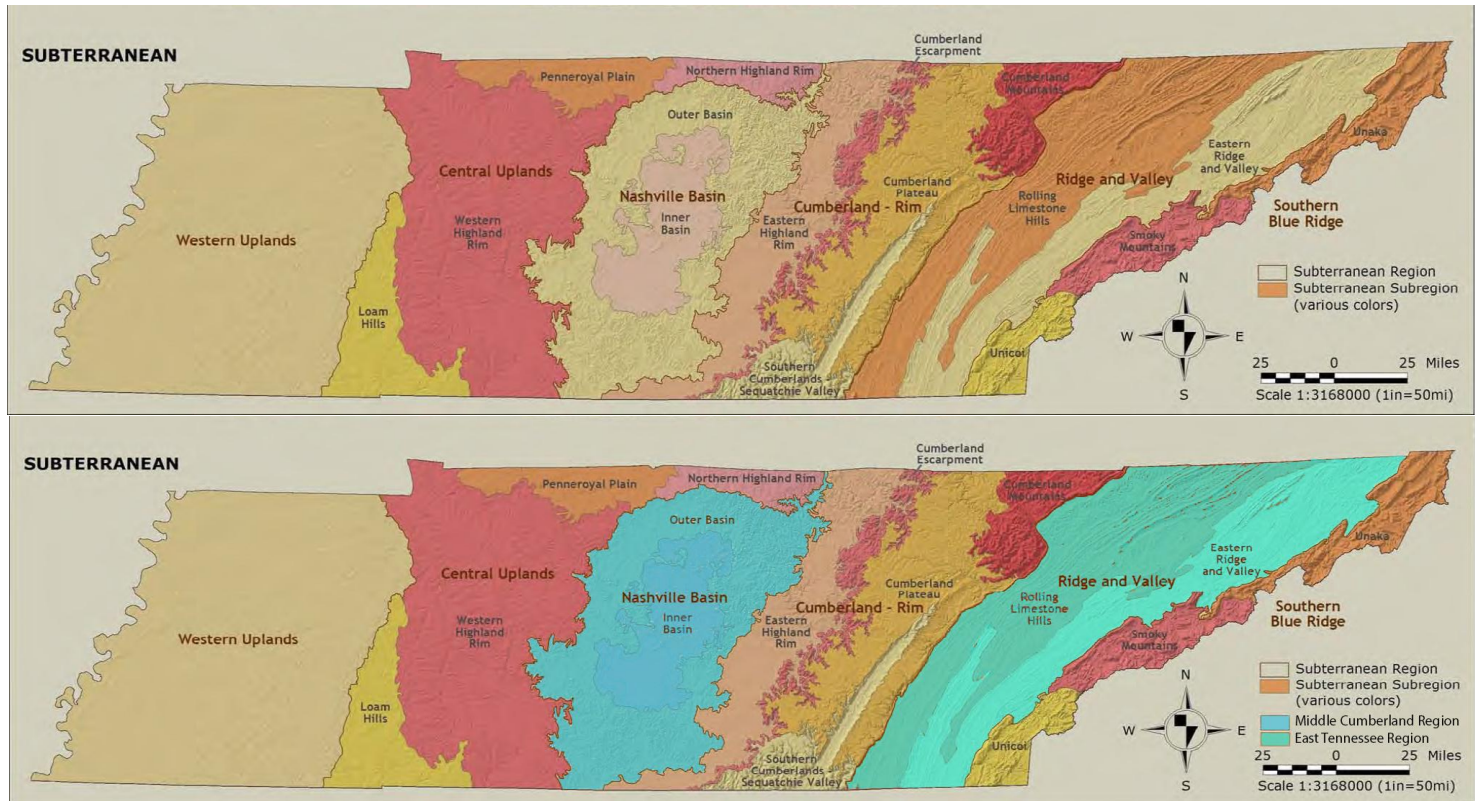 SUBTERRANEAN
Cumberland
Escarpment
Penneroyal Plain
Northern Highland Rim
Cumberland
Mountains
Outer Basin
Unaka
Eastern
Ridge
and Valley
Central Uplands
Ridge and Valley
Cumberland
Plateau
Nashville Basin
Rolling
Limestone
Hills
Cumberland - Rim
Southern
Blue Ridge
Inner
Basin
Western
Highland
Rim
Eastern
Highland
Rim
Western Uplands
Smoky
Mountains
Subterranean Region
Subterranean Subregion
(various colors)
Loam
Hills
N
W
E
S
Unicoi
Southern
Cumberlands
Sequatchie Valley
25 0 25 Miles
Scale 1:3168000 (1in=50mi)
SUBTERRANEAN
Cumberland
Escarpment
Penneroyal Plain
Northern Highland Rim
Cumberland
Mountains
Outer Basin
Unaka
Eastern
Ridge
and Valley
Central Uplands
Ridge and Valley
Cumberland
Plateau
Nashville Basin
Rolling
Limestone
Hills
Cumberland - Rim
Southern
Blue Ridge
Inner
Basin
Western
Highland
Rim
Eastern
Highland
Rim
Western Uplands
Smoky
Mountains
Subterranean Region
Subterranean Subregion
(various colors)
Middle Cumberland Region
East Tennessee Region
Loam
Hills
N
W
E
S
Unicoi
Southern
Cumberlands
Sequatchie Valley
25 0 25 Miles
Scale 1:3168000 (1in=50mi)